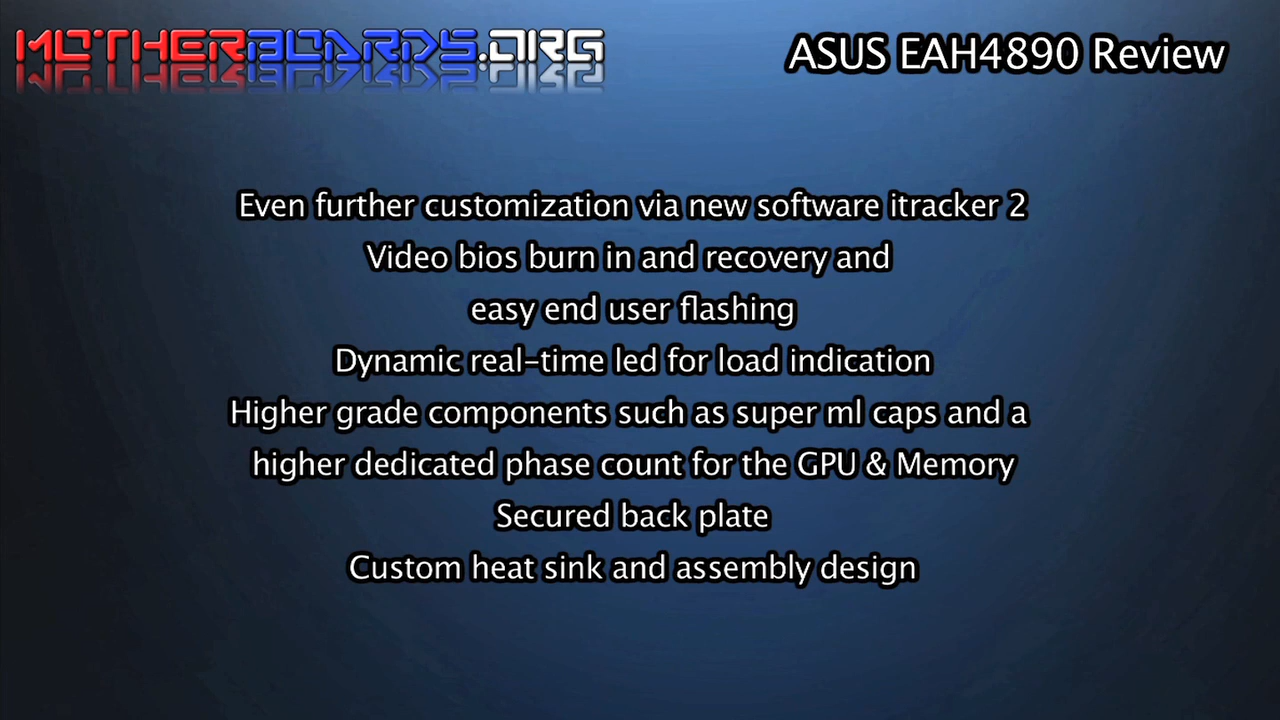 MOTHERBOARDS.ORG
ASUS EAH4890 Review
Even further customization via new software itracker 2
Video bios burn in and recovery and
easy end user flashing
Dynamic real-time led for load indication
Higher grade components such as super ml caps and a
higher dedicated phase count for the GPU & Memory
Secured back plate
Custom heat sink and assembly design